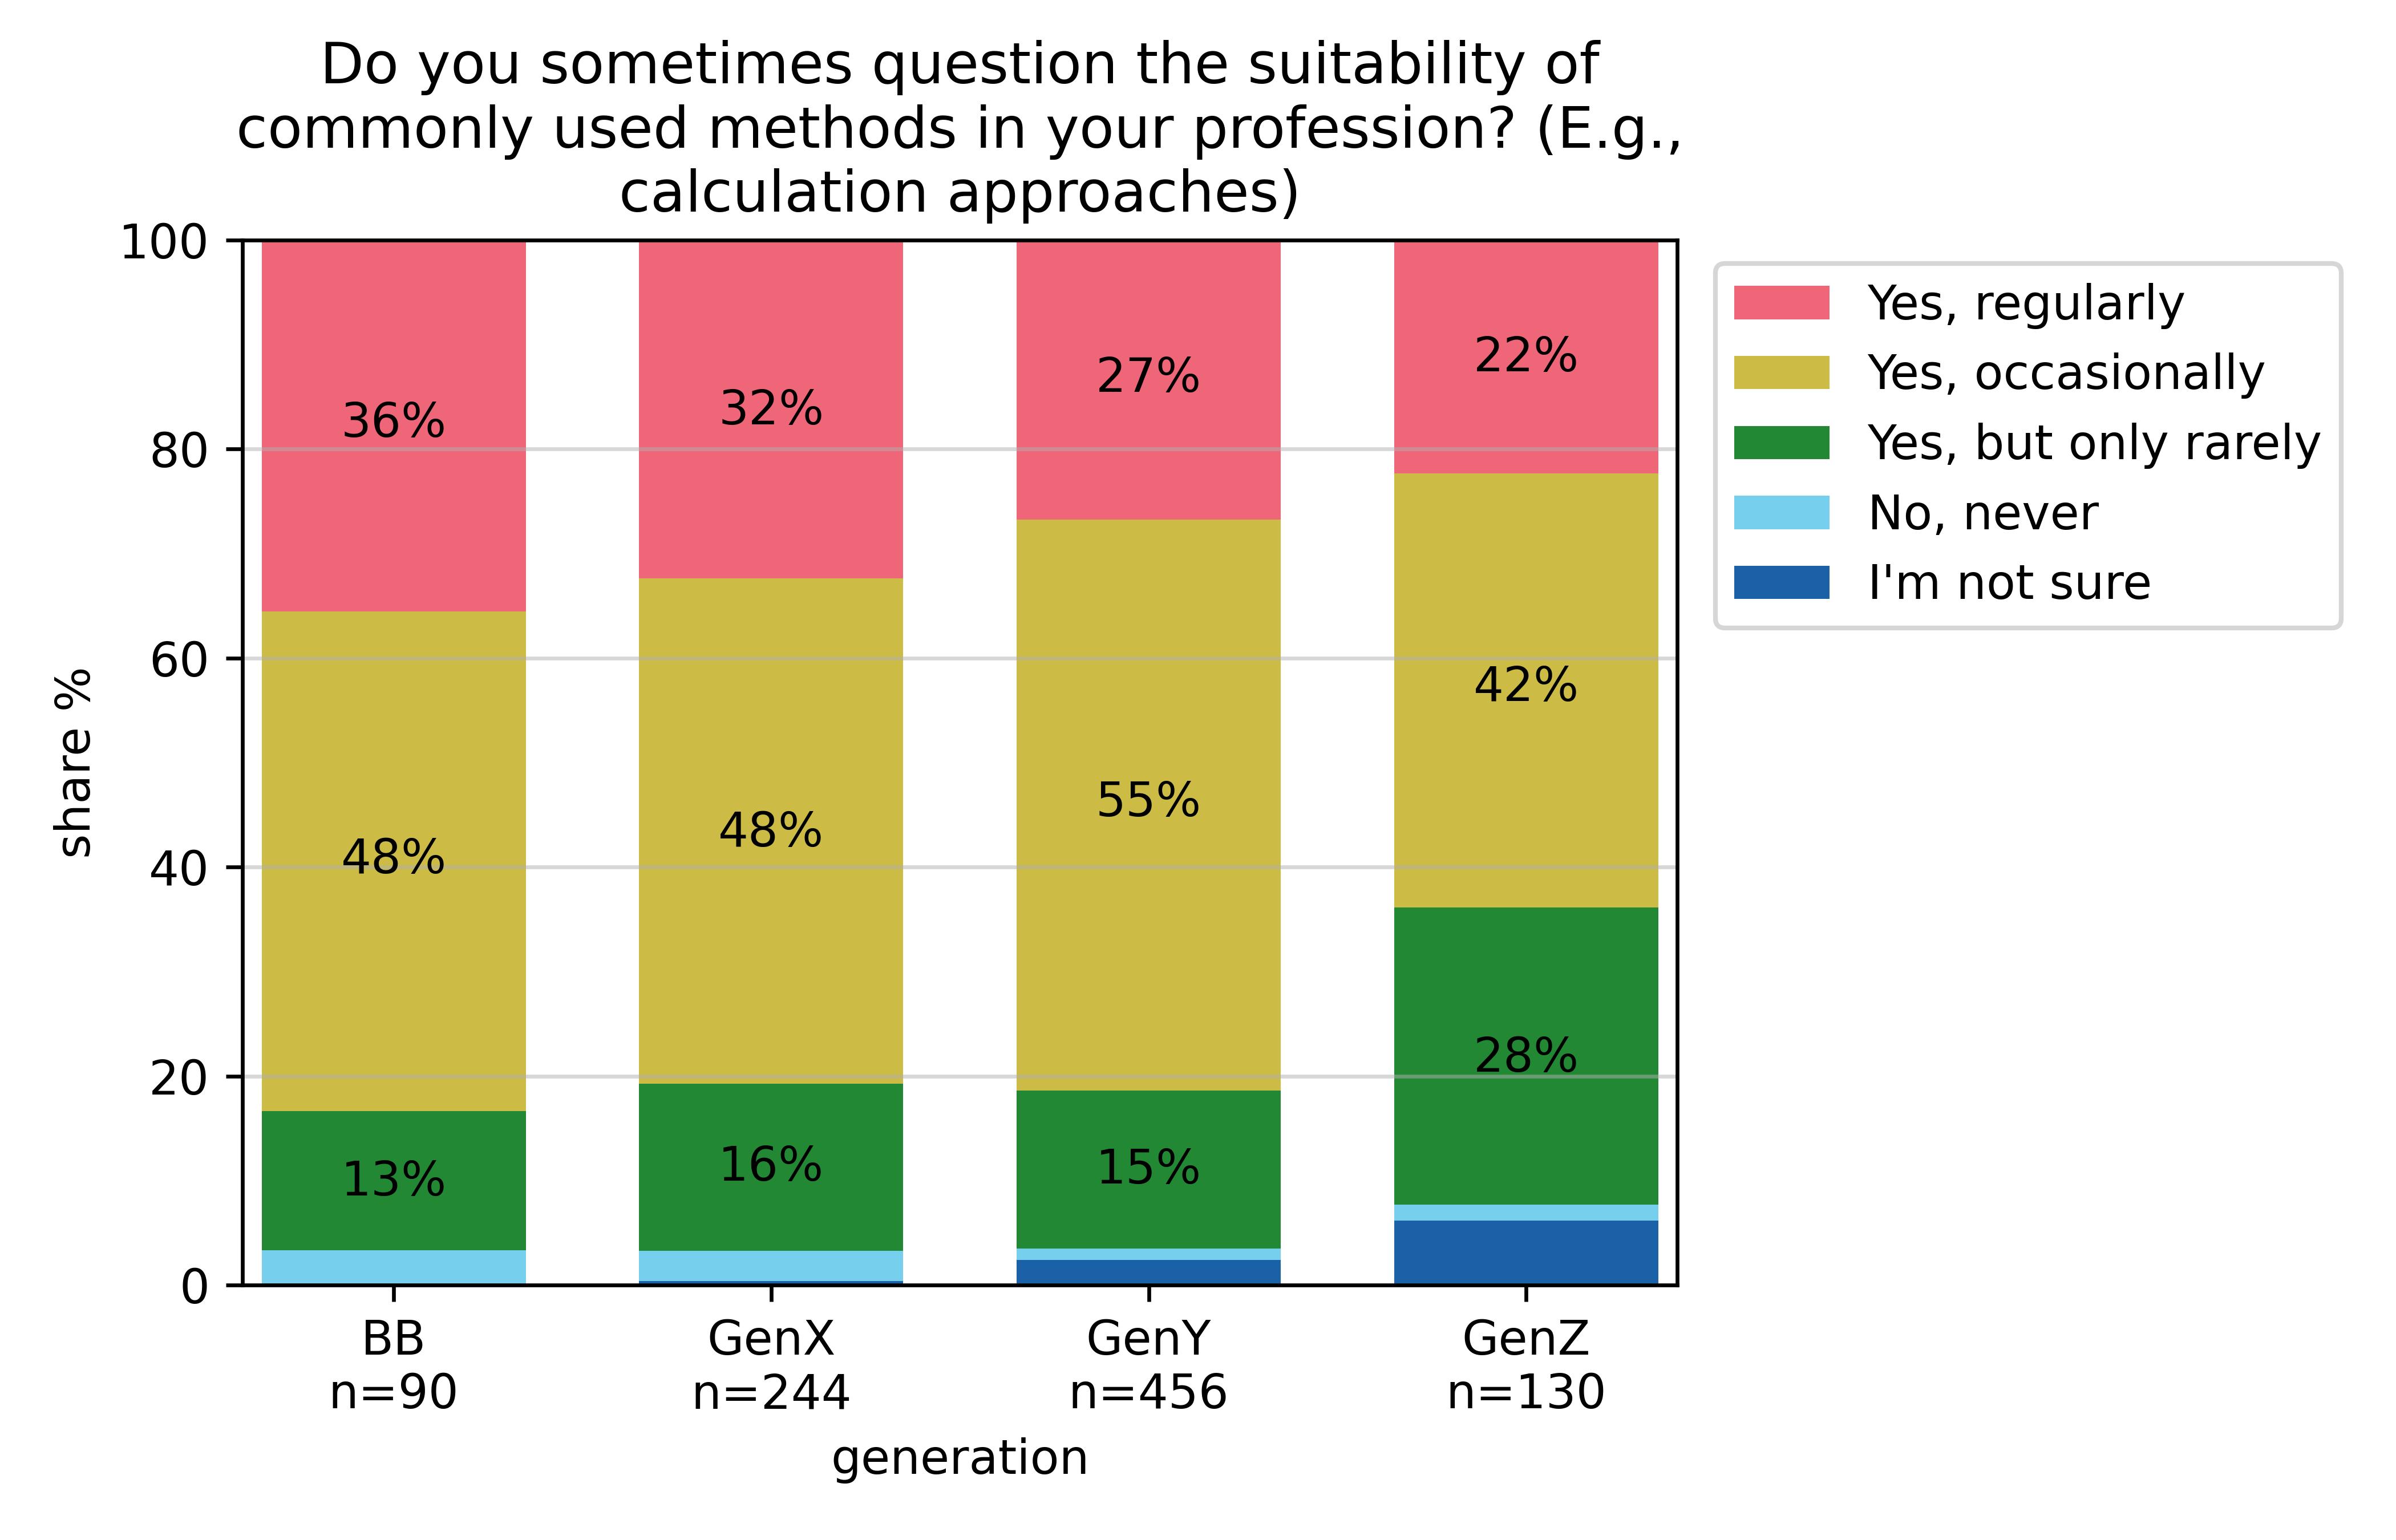 Do you sometimes question the suitability of
commonly used methods in your profession? (E.g.,
calculation approaches)
100
80
60
40
20
0
share %
36%
48%
13%
32%
48%
16%
27%
55%
15%
22%
42%
28%
BB
n=90
GenX
n=244
GenY
n=456
GenZ
n=130
generation
Yes, regularly
Yes, occasionally
Yes, but only rarely
No, never
I'm not sure